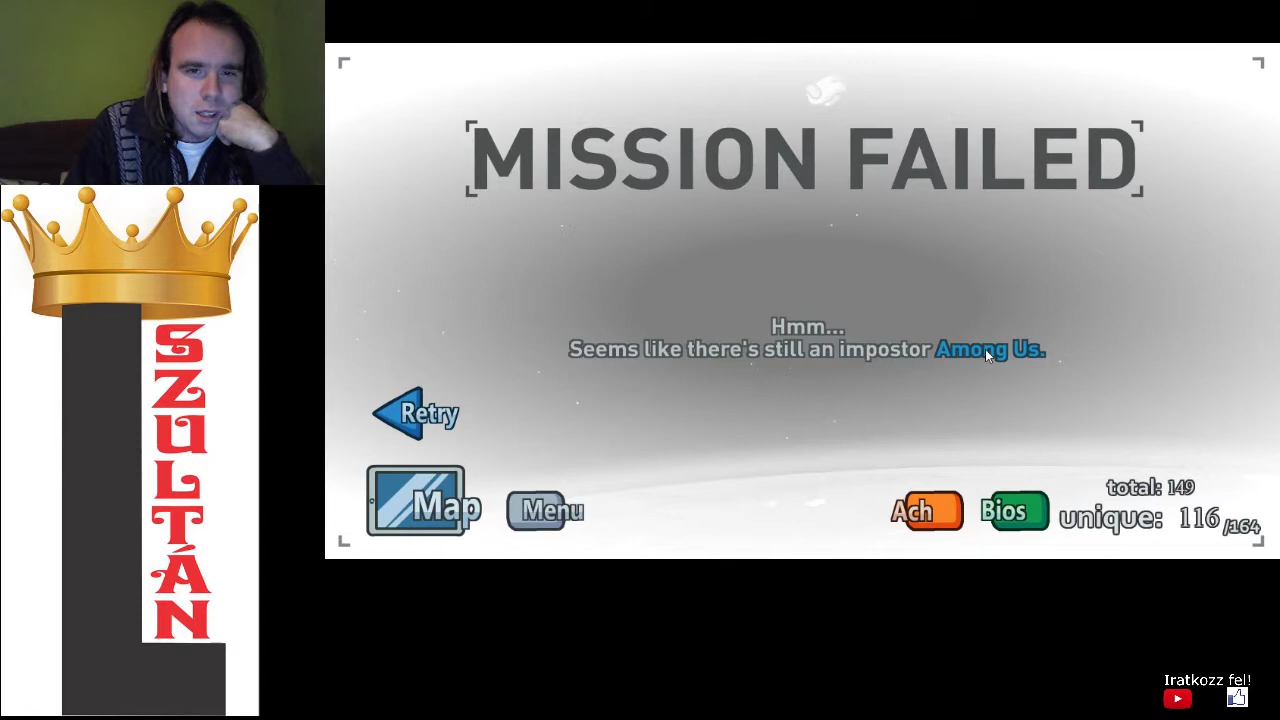 MISSION FAILED
Hmm...
Seems like there's still an impostor Among Us.
Retry
Map
Menu
Ach
Bios
total: 149
unique: 116 /164
L
SZULTÁN
Iratkozz fel!